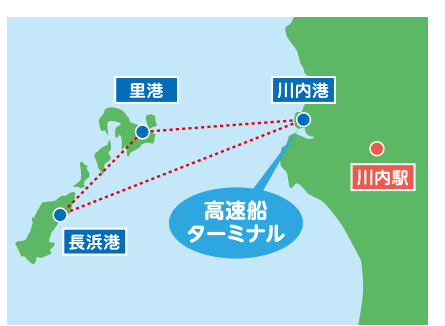 里港
川内港
川内駅
高速船
ターミナル
長浜港